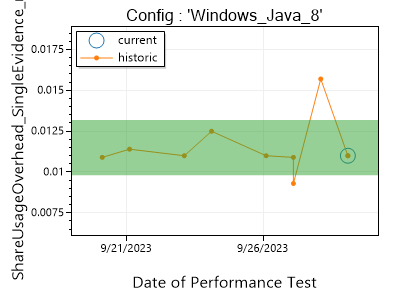 Config : 'Windows_Java_8'
ShareUsageOverhead_SingleEvidence_
current
historic
0.0175
0.015
0.0125
0.01
0.0075
9/21/2023
9/26/2023
Date of Performance Test